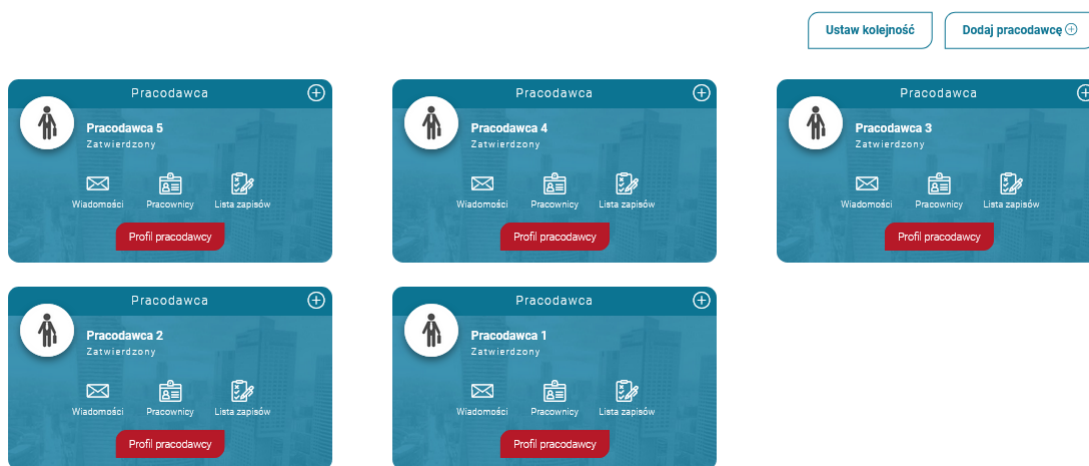 Ustaw kolejność
Dodaj pracodawcę
Pracodawca
Pracodawca 5
Zatwierdzony
Wiadomości Pracownicy Lista zapisów
Profil pracodawcy
Pracodawca
Pracodawca 4
Zatwierdzony
Wiadomości Pracownicy Lista zapisów
Profil pracodawcy
Pracodawca
Pracodawca 3
Zatwierdzony
Wiadomości Pracownicy Lista zapisów
Profil pracodawcy
Pracodawca
Pracodawca 2
Zatwierdzony
Wiadomości Pracownicy Lista zapisów
Profil pracodawcy
Pracodawca
Pracodawca 1
Zatwierdzony
Wiadomości Pracownicy Lista zapisów
Profil pracodawcy